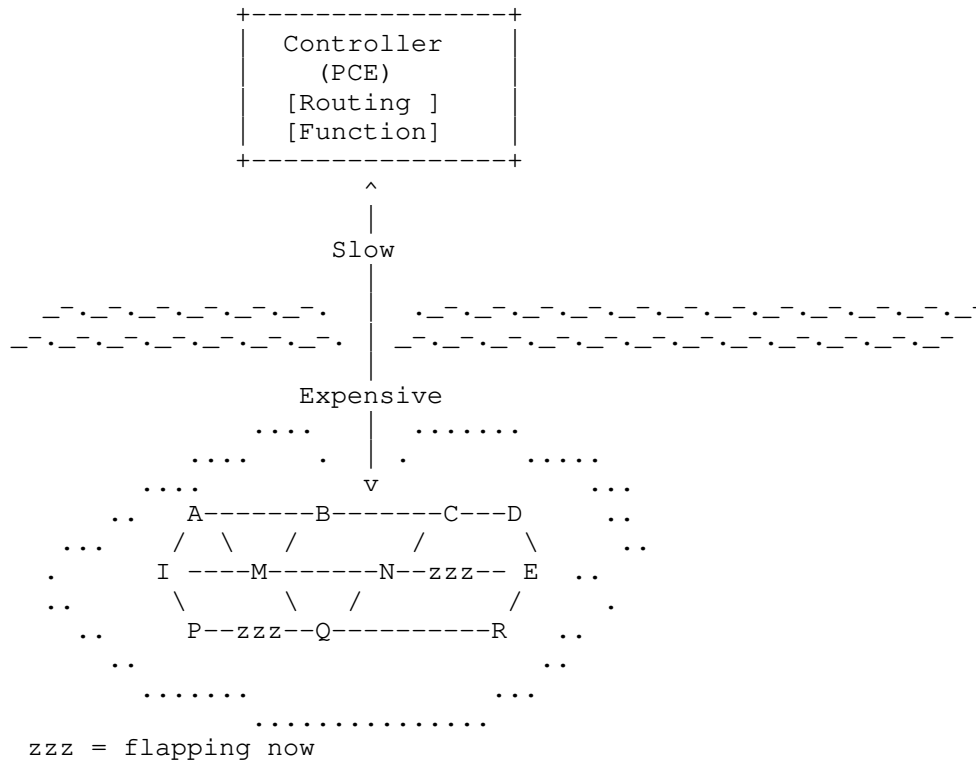 Controller
(PCE)
[Routing ]
[Function]
Slow
Expensive
v
A-------B-------C---D
I ----M-------N--zzz-- E
P--zzz--Q----------R
zzz = flapping now